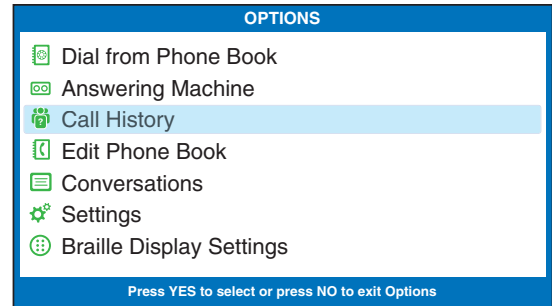 OPTIONS
Dial from Phone Book
Answering Machine
Call History
Edit Phone Book
Conversations
Settings
Braille Display Settings
Press YES to select or press NO to exit Options